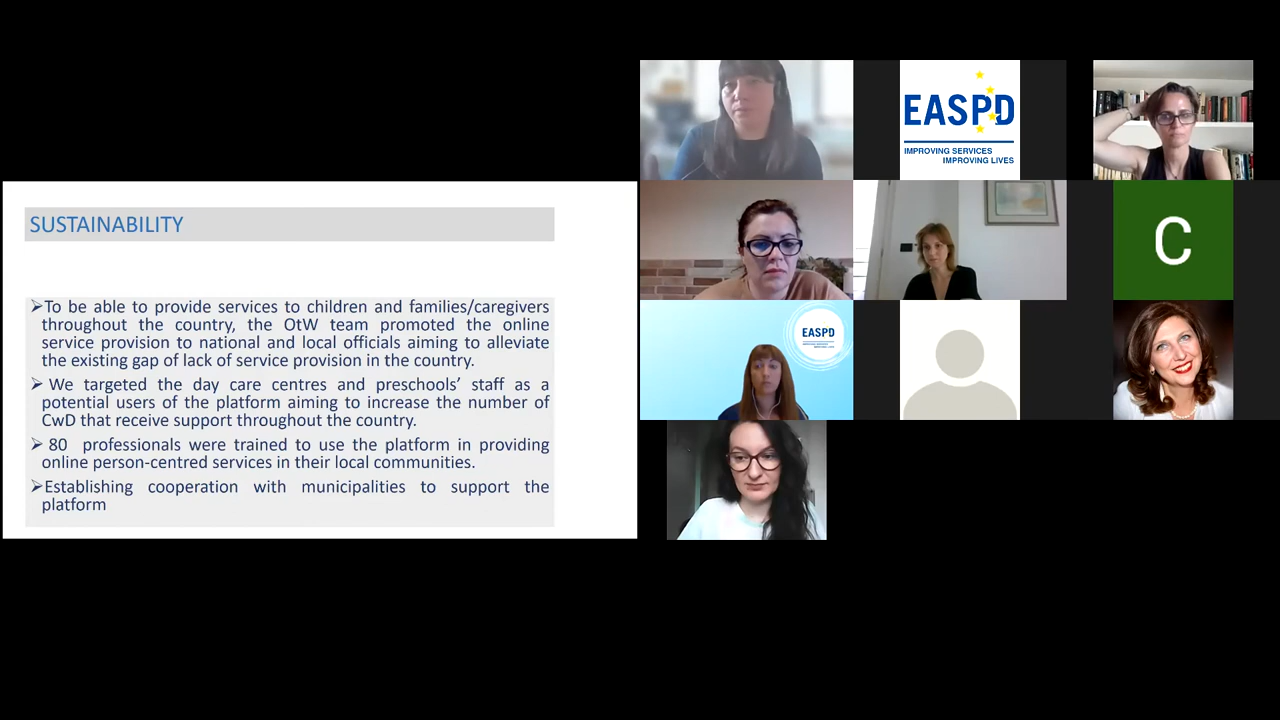 SUSTAINABILITY
➢To be able to provide services to children and families/caregivers
throughout the country, the OtW team promoted the online
service provision to national and local officials aiming to alleviate
the existing gap of lack of service provision in the country.
➢ We targeted the day care centres and preschools’ staff as a
potential users of the platform aiming to increase the number of
CwD that receive support throughout the country.
➢ 80 professionals were trained to use the platform in providing
online person-centred services in their local communities.
➢Establishing cooperation with municipalities to support the
platform
EASPD
IMPROVING SERVICES
IMPROVING LIVES
C
EASPD